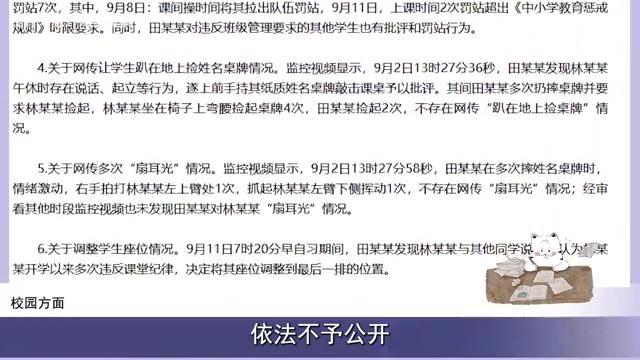 罚站7次，其中，9月8日：课间操时间将其拉出队伍罚站，9月11日，上课时间2次罚站超出《中小学教育惩戒
规则》时限要求。同时，田某某对违反班级管理要求的其他学生也有批评和罚站行为。
4.关于网传让学生趴在地上捡姓名桌牌情况。监控视频显示，9月2日13时27分36秒，田某某发现林某某
午休时存在说话、起立等行为，遂上前手持其纸质姓名桌牌敲击课桌予以批评。其间田某某多次扔摔桌牌并要
求林某某捡起，林某某坐在椅子上弯腰捡起桌牌4次，田某某捡起2次，不存在网传“趴在地上捡桌牌”情
况。
5.关于网传多次“扇耳光”情况。监控视频显示，9月2日13时27分58秒，田某某在多次摔姓名桌牌时，
情绪激动，右手拍打林某某左上臂处1次，抓起林某某左臂下侧挥动1次，不存在网传“扇耳光”情况；经审
看其他时段监控视频也未发现田某某对林某某“扇耳光”情况。
6.关于调整学生座位情况。9月11日7时20分早自习期间，田某某发现林某某与其他同学说 认为 某
某开学以来多次违反课堂纪律，决定将其座位调整到最后一排的位置。
校园方面
依法不予公开